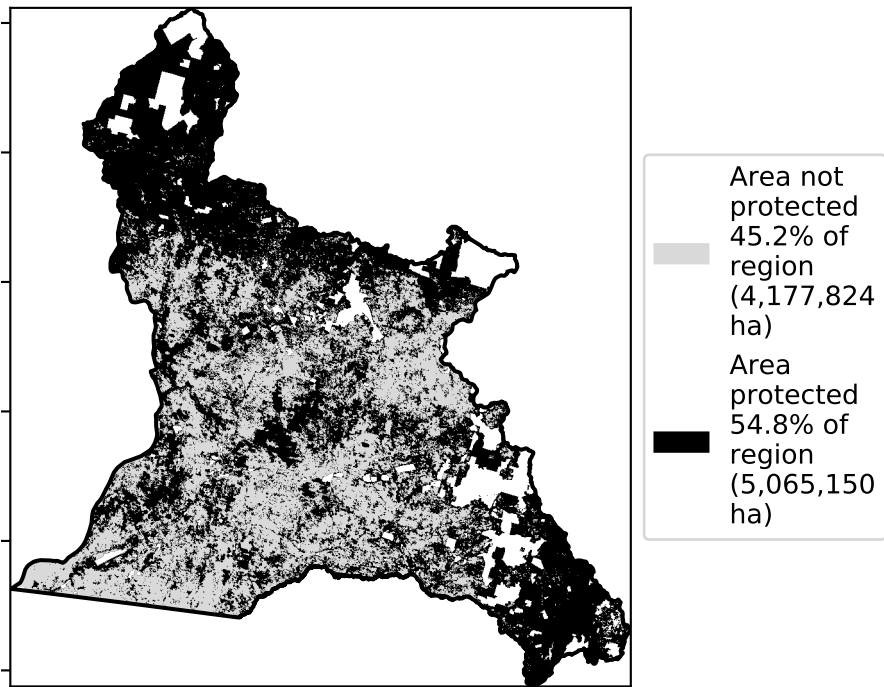 Area not
protected
45.2% of
region
(4,177,824
ha)
Area
protected
54.8% of
region
(5,065,150
ha)